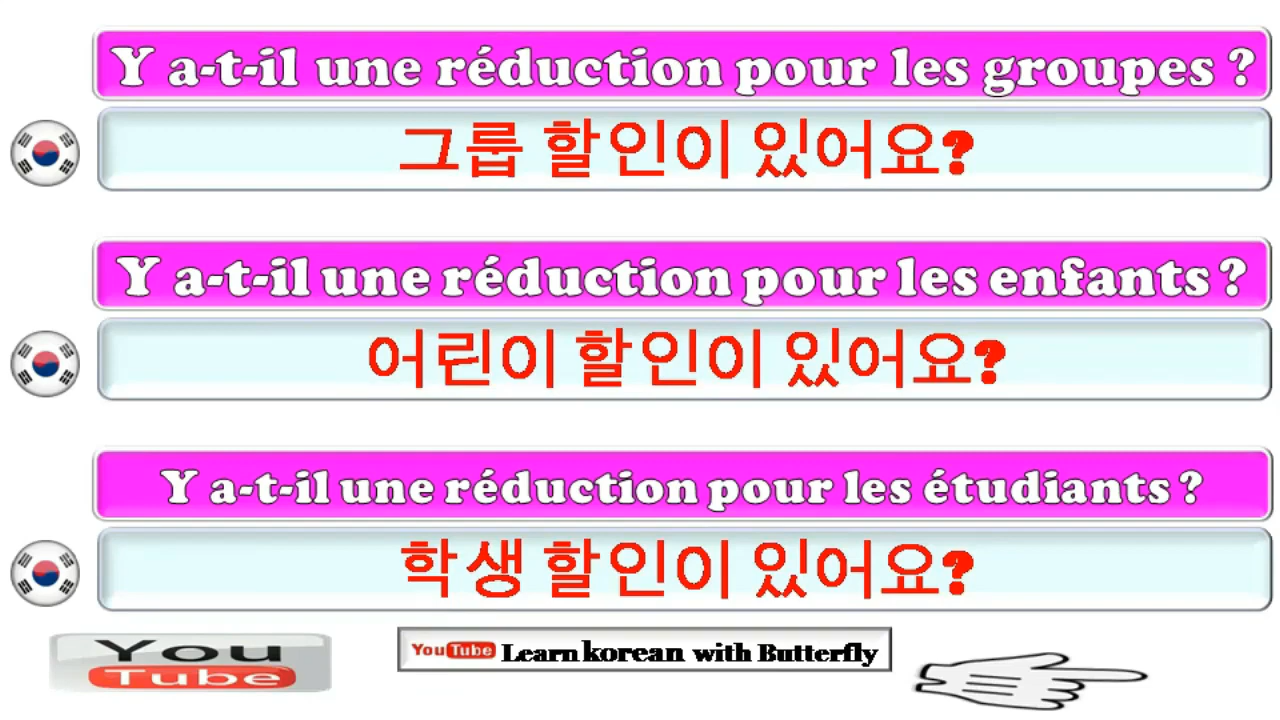 Y a-t-il une réduction pour les groupes ?
그룹 할인이 있어요?
Y a-t-il une réduction pour les enfants ?
어린이 할인이 있어요?
Y a-t-il une réduction pour les étudiants ?
학생 할인이 있어요?
You
Tube
YouTube Learn korean with Butterfly